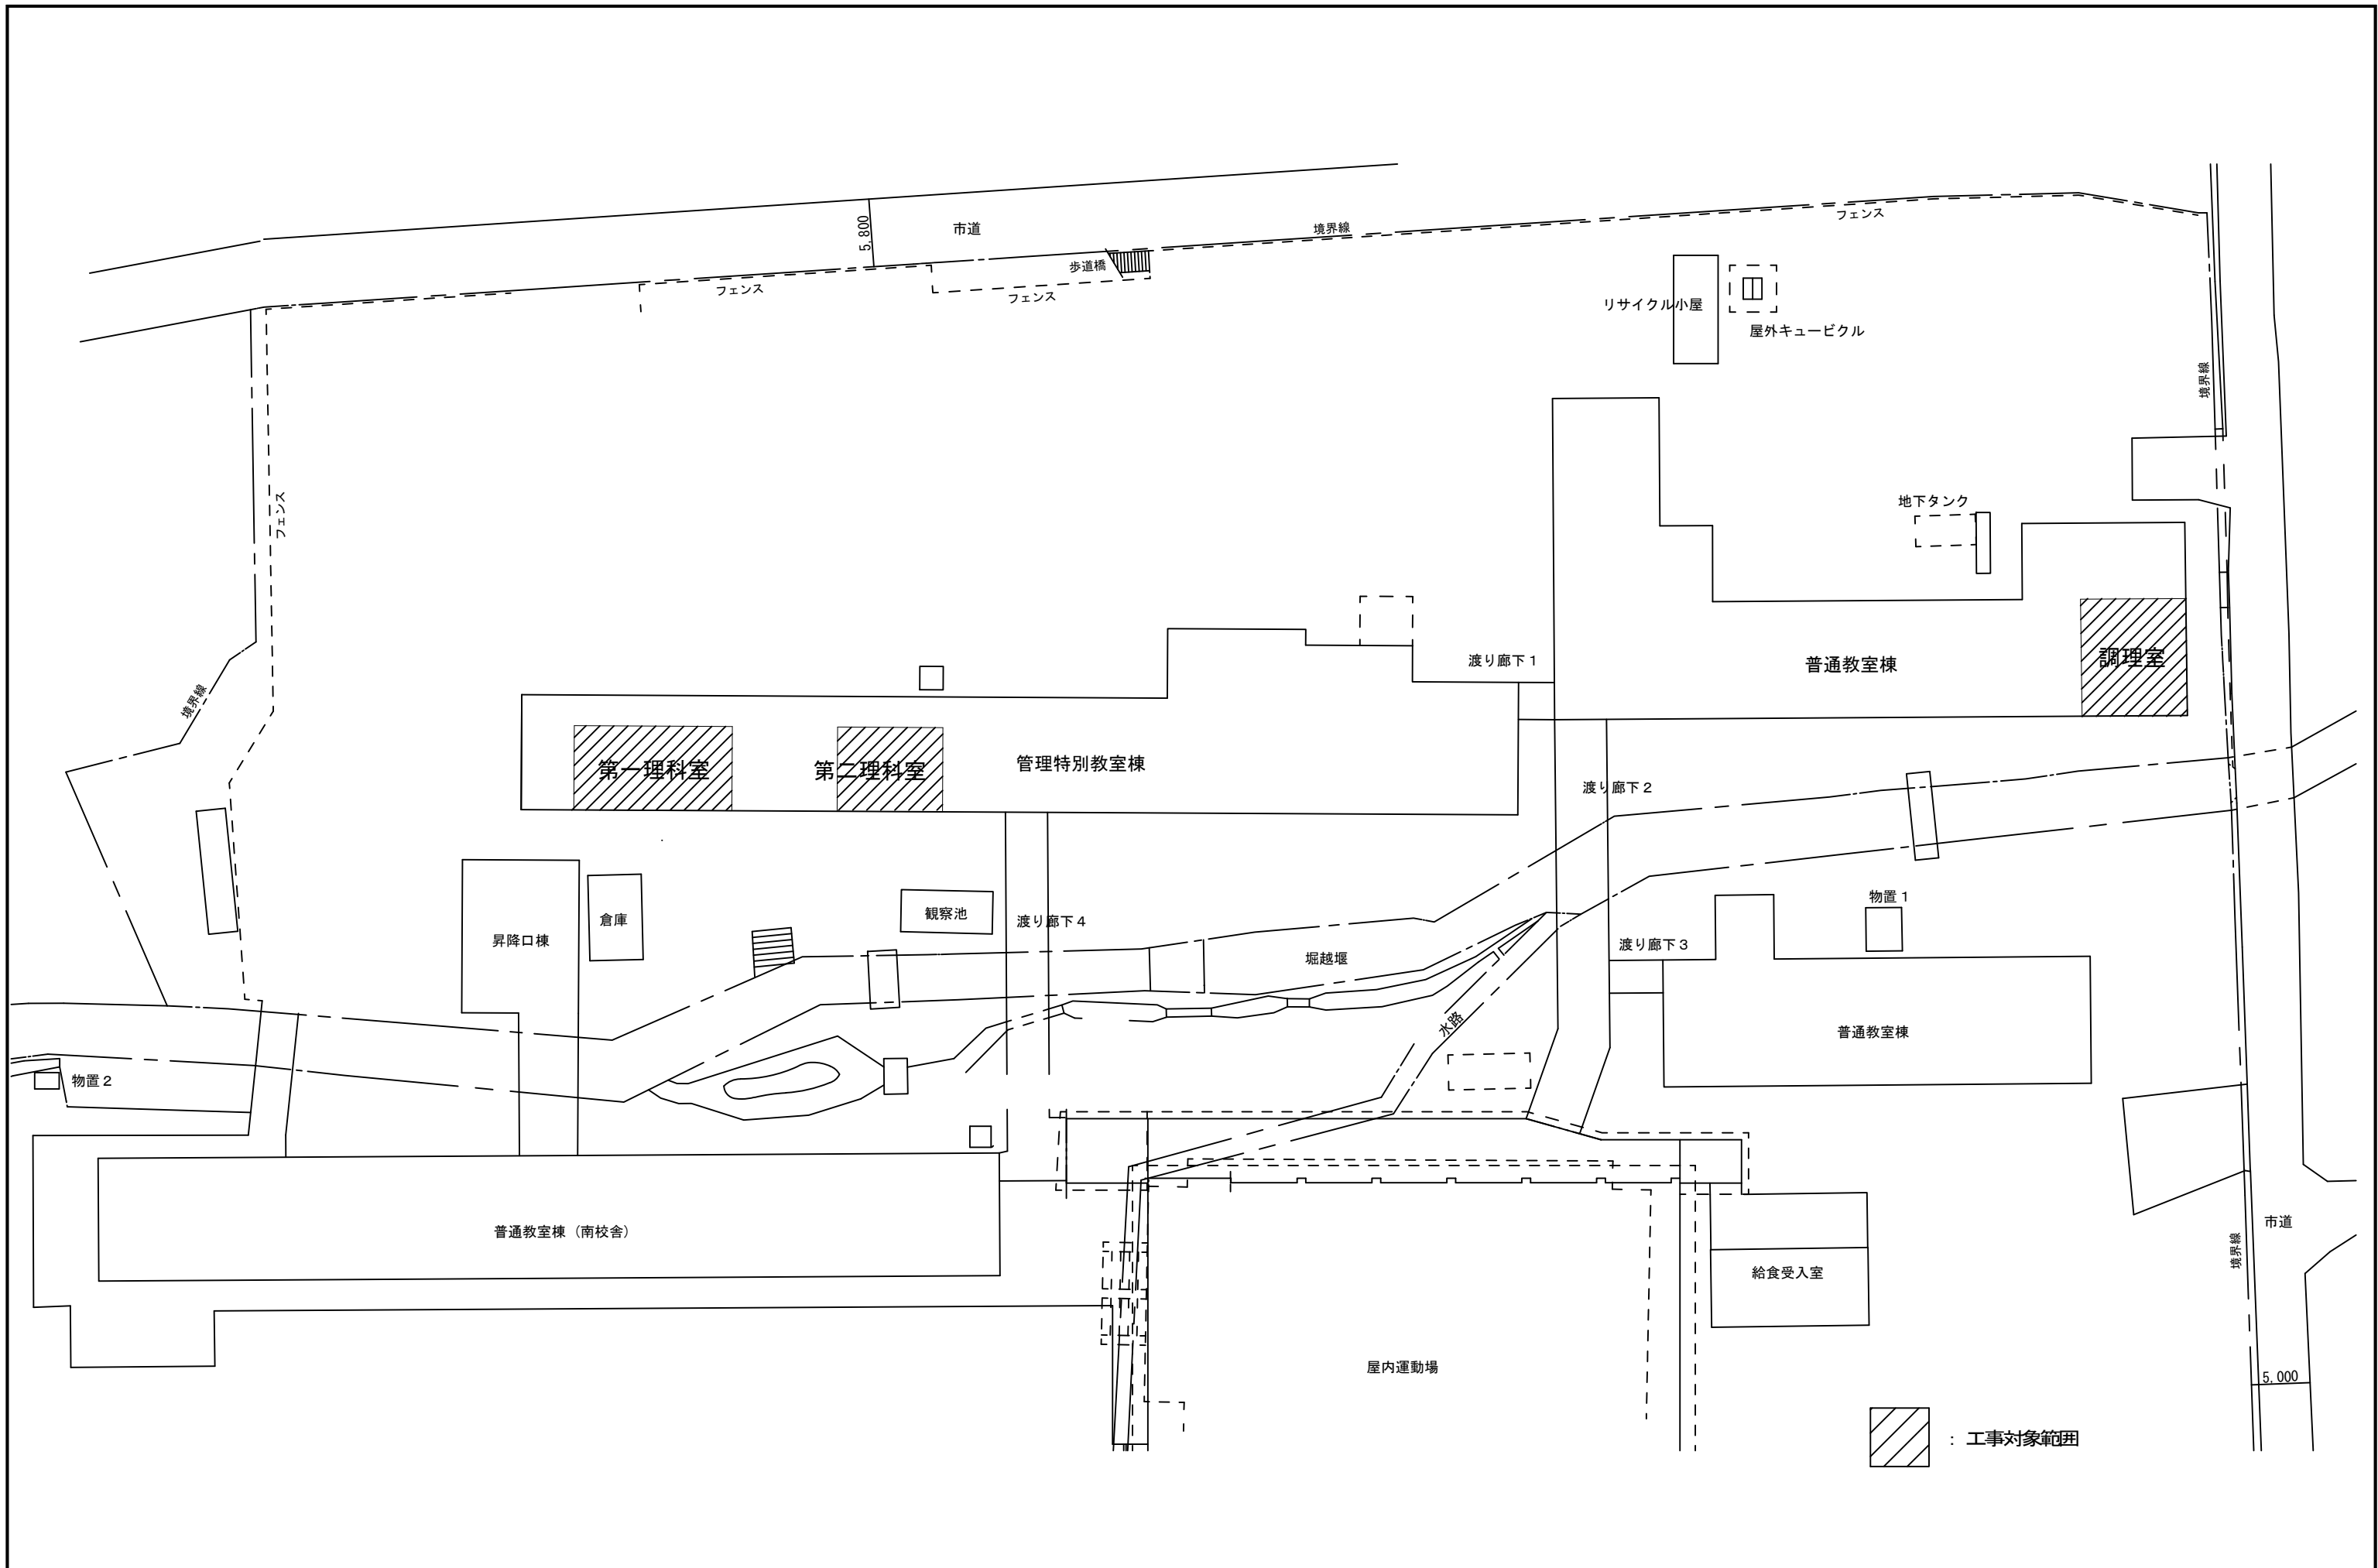 5,800
市道
境界線
フェンス
歩道橋
フェンス
フェンス
リサイクル小屋
屋外キュービクル
境界線
フェンス
地下タンク
境界線
渡り廊下1
普通教室棟
調理室
第一理科室
第二理科室
管理特別教室棟
渡り廊下2
昇降口棟
倉庫
観察池
渡り廊下4
物置1
渡り廊下3
堀越堰
水路
普通教室棟
物置2
普通教室棟（南校舎）
市道
境界線
給食受入室
屋内運動場
5,000
：工事対象範囲